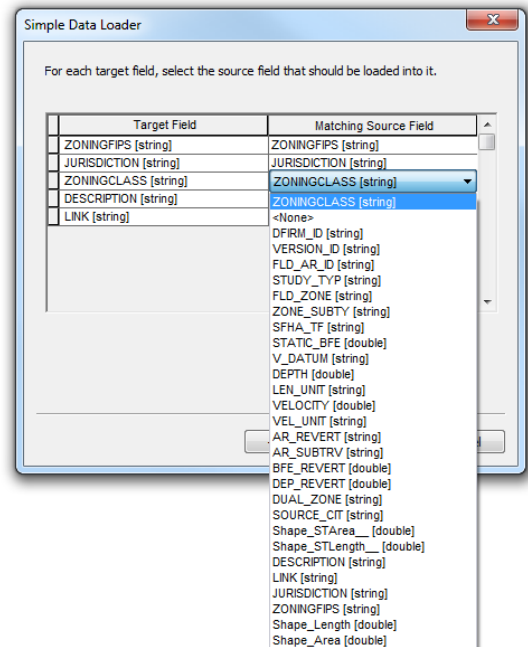 Simple Data Loader
For each target field, select the source field that should be loaded into it.
Target Field Matching Source Field
ZONINGFIPS [string] ZONINGFIPS [string]
JURISDICTION [string] JURISDICTION [string]
ZONINGCLASS [string] ZONINGCLASS [string]
DESCRIPTION [string] ZONINGCLASS [string]
LINK [string] <None>
DFIRM_ID [string]
VERSION_ID [string]
FLD_AR_ID [string]
STUDY_TYP [string]
FLD_ZONE [string]
ZONE_SUBTY [string]
SFHA_TF [string]
STATIC_BFE [double]
V_DATUM [string]
DEPTH [double]
LEN_UNIT [string]
VELOCITY [double]
VEL_UNIT [string]
AR_REVERT [string]
AR_SUBTRV [string]
BFE_REVERT [double]
DEP_REVERT [double]
DUAL_ZONE [string]
SOURCE_CIT [string]
Shape_STArea__ [double]
Shape_STLength__ [double]
DESCRIPTION [string]
LINK [string]
JURISDICTION [string]
ZONINGFIPS [string]
Shape_Length [double]
Shape_Area [double]